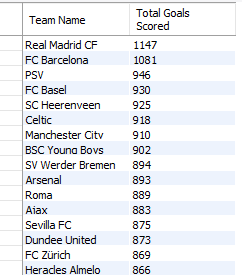 Team Name Total Goals
Scored
Real Madrid CF 1147
FC Barcelona 1081
PSV 946
FC Basel 930
SC Heerenveen 925
Celtic 918
Manchester City 910
BSC Young Boys 902
SV Werder Bremen 894
Arsenal 893
Roma 889
Ajax 883
Sevilla FC 875
Dundee United 873
FC Zürich 869
Heracles Almelo 866